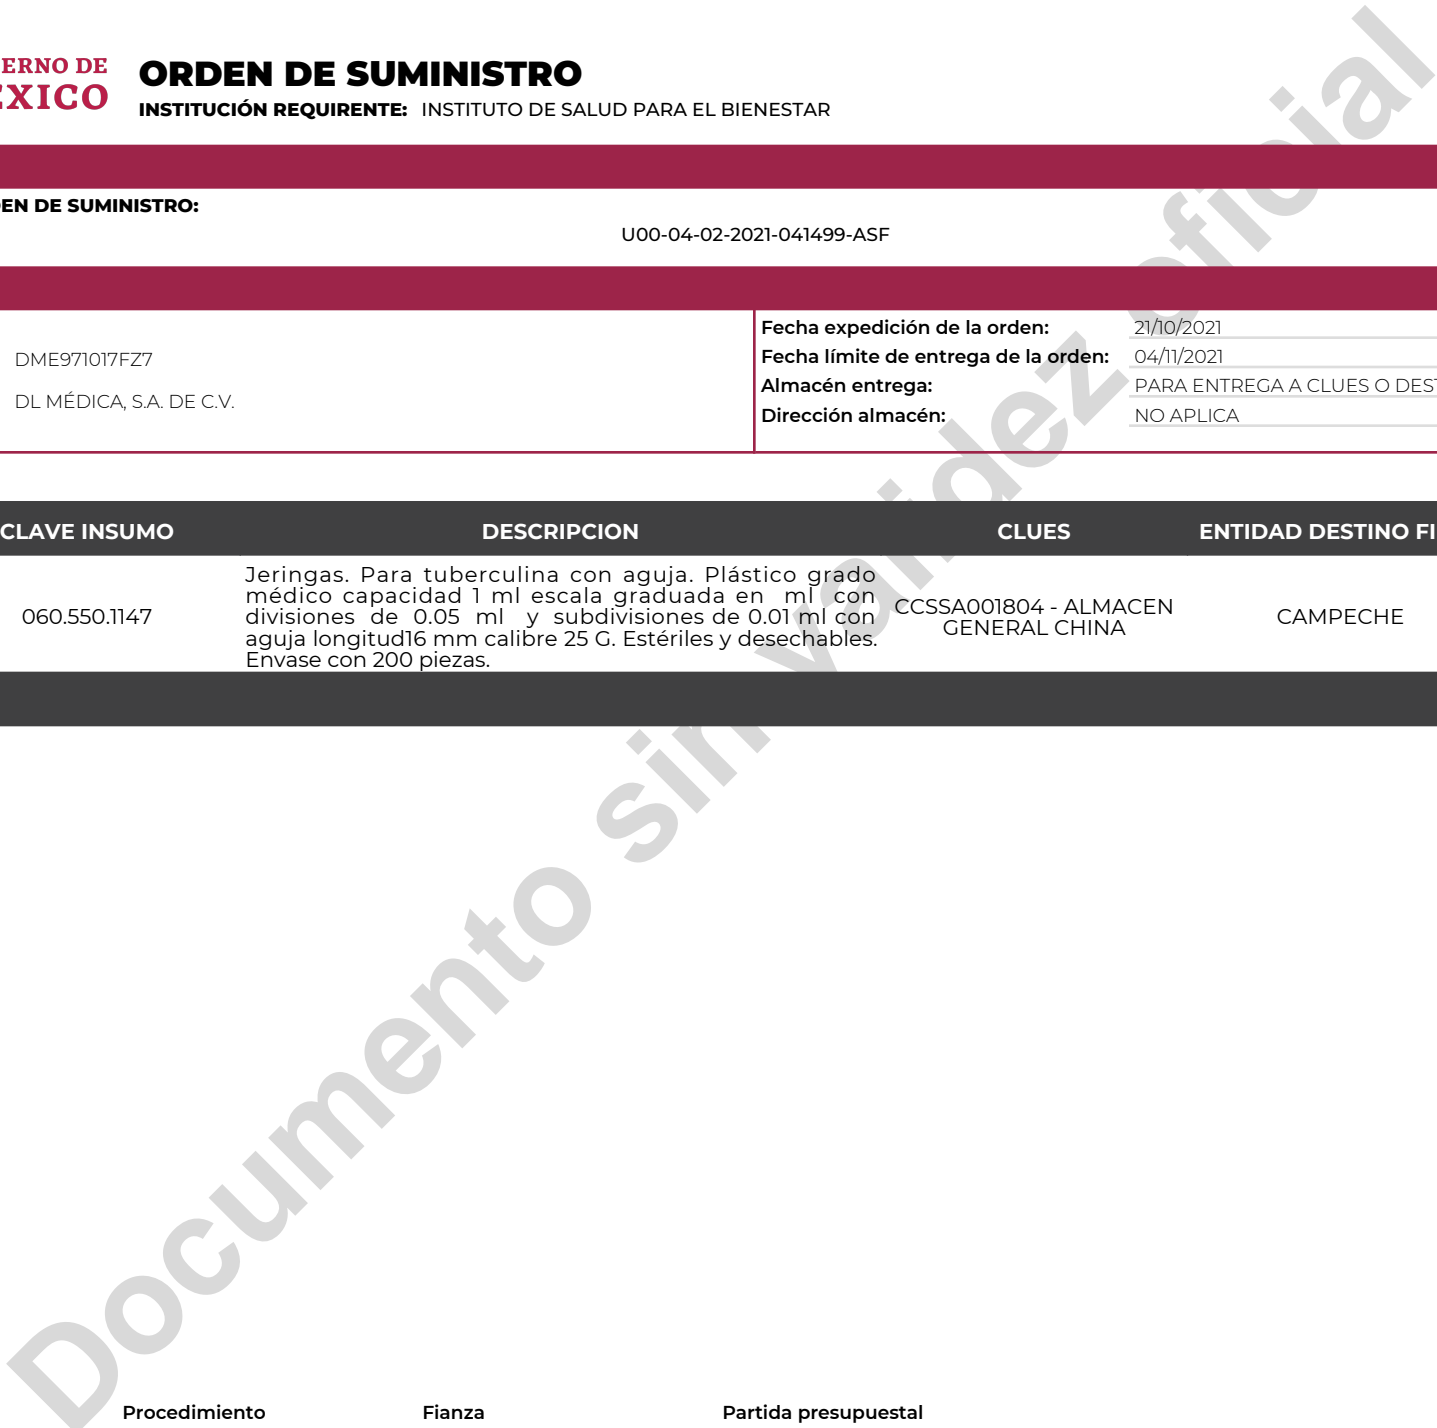 ERNO DE
EXICO
ORDEN DE SUMINISTRO
INSTITUCIÓN REQUIRENTE: INSTITUTO DE SALUD PARA EL BIENESTAR
EN DE SUMINISTRO:
U00-04-02-2021-041499-ASF
DME971017FZ7
DL MÉDICA, S.A. DE C.V.
Fecha expedición de la orden: 21/10/2021
Fecha límite de entrega de la orden: 04/11/2021
Almacén entrega: PARA ENTREGA A CLUES O DEST
Dirección almacén: NO APLICA
CLAVE INSUMO DESCRIPCION CLUES ENTIDAD DESTINO FI
060.550.1147
Jeringas. Para tuberculina con aguja. Plástico grado
médico capacidad 1 ml escala graduada en ml con
divisiones de 0.05 ml y subdivisiones de 0.01 ml con
aguja longitud16 mm calibre 25 G. Estériles y desechables.
Envase con 200 piezas.
CCSSA001804 - ALMACEN
GENERAL CHINA
CAMPECHE
Documento sin validez oficial
Procedimiento Fianza Partida presupuestal